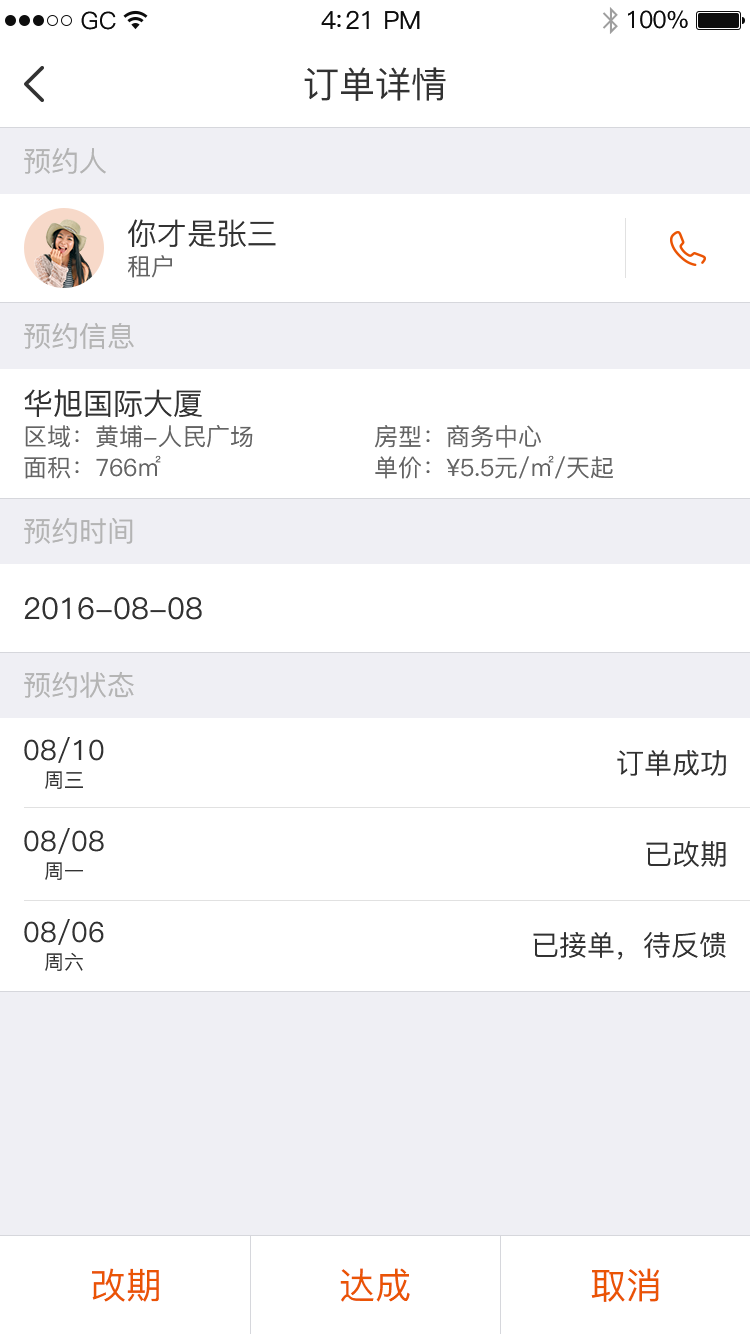 GC 4:21 PM 100%
订单详情
预约人
你才是张三
租户
预约信息
华旭国际大厦
区域：黄埔-人民广场 房型：商务中心
面积：766㎡ 单价：¥5.5元/㎡/天起
预约时间
2016-08-08
预约状态
08/10
周三
订单成功
08/08
周一
已改期
08/06
周六
已接单，待反馈
改期 达成 取消